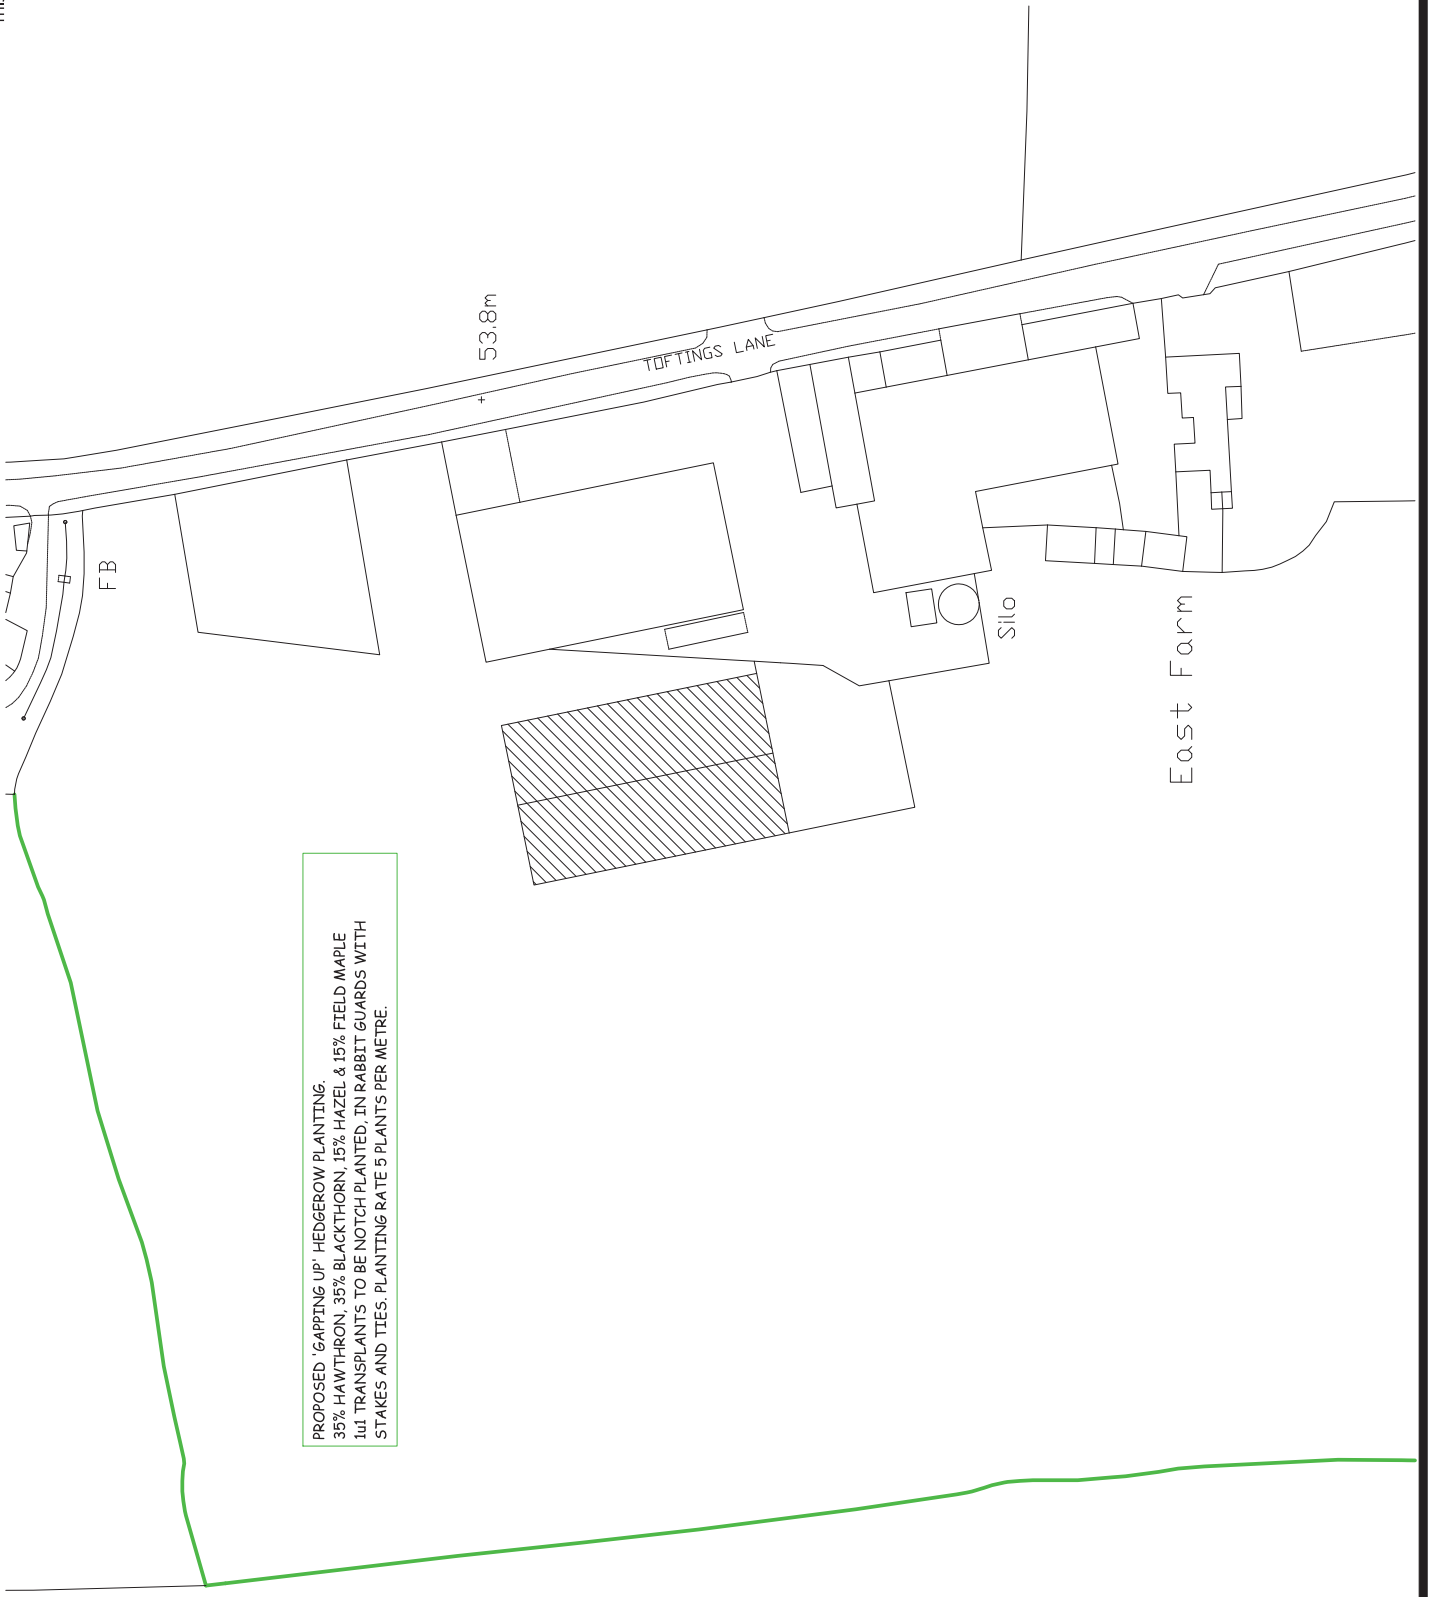 53.8m
TOFTINGS LANE
FB
Silo
East Farm
PROPOSED 'GAPPING UP' HEDGEROW PLANTING.
35% HAWTHRON, 35% BLACKTHORN, 15% HAZEL & 15% FIELD MAPLE
1u1 TRANSPLANTS TO BE NOTCH PLANTED, IN RABBIT GUARDS WITH
STAKES AND TIES. PLANTING RATE 5 PLANTS PER METRE.